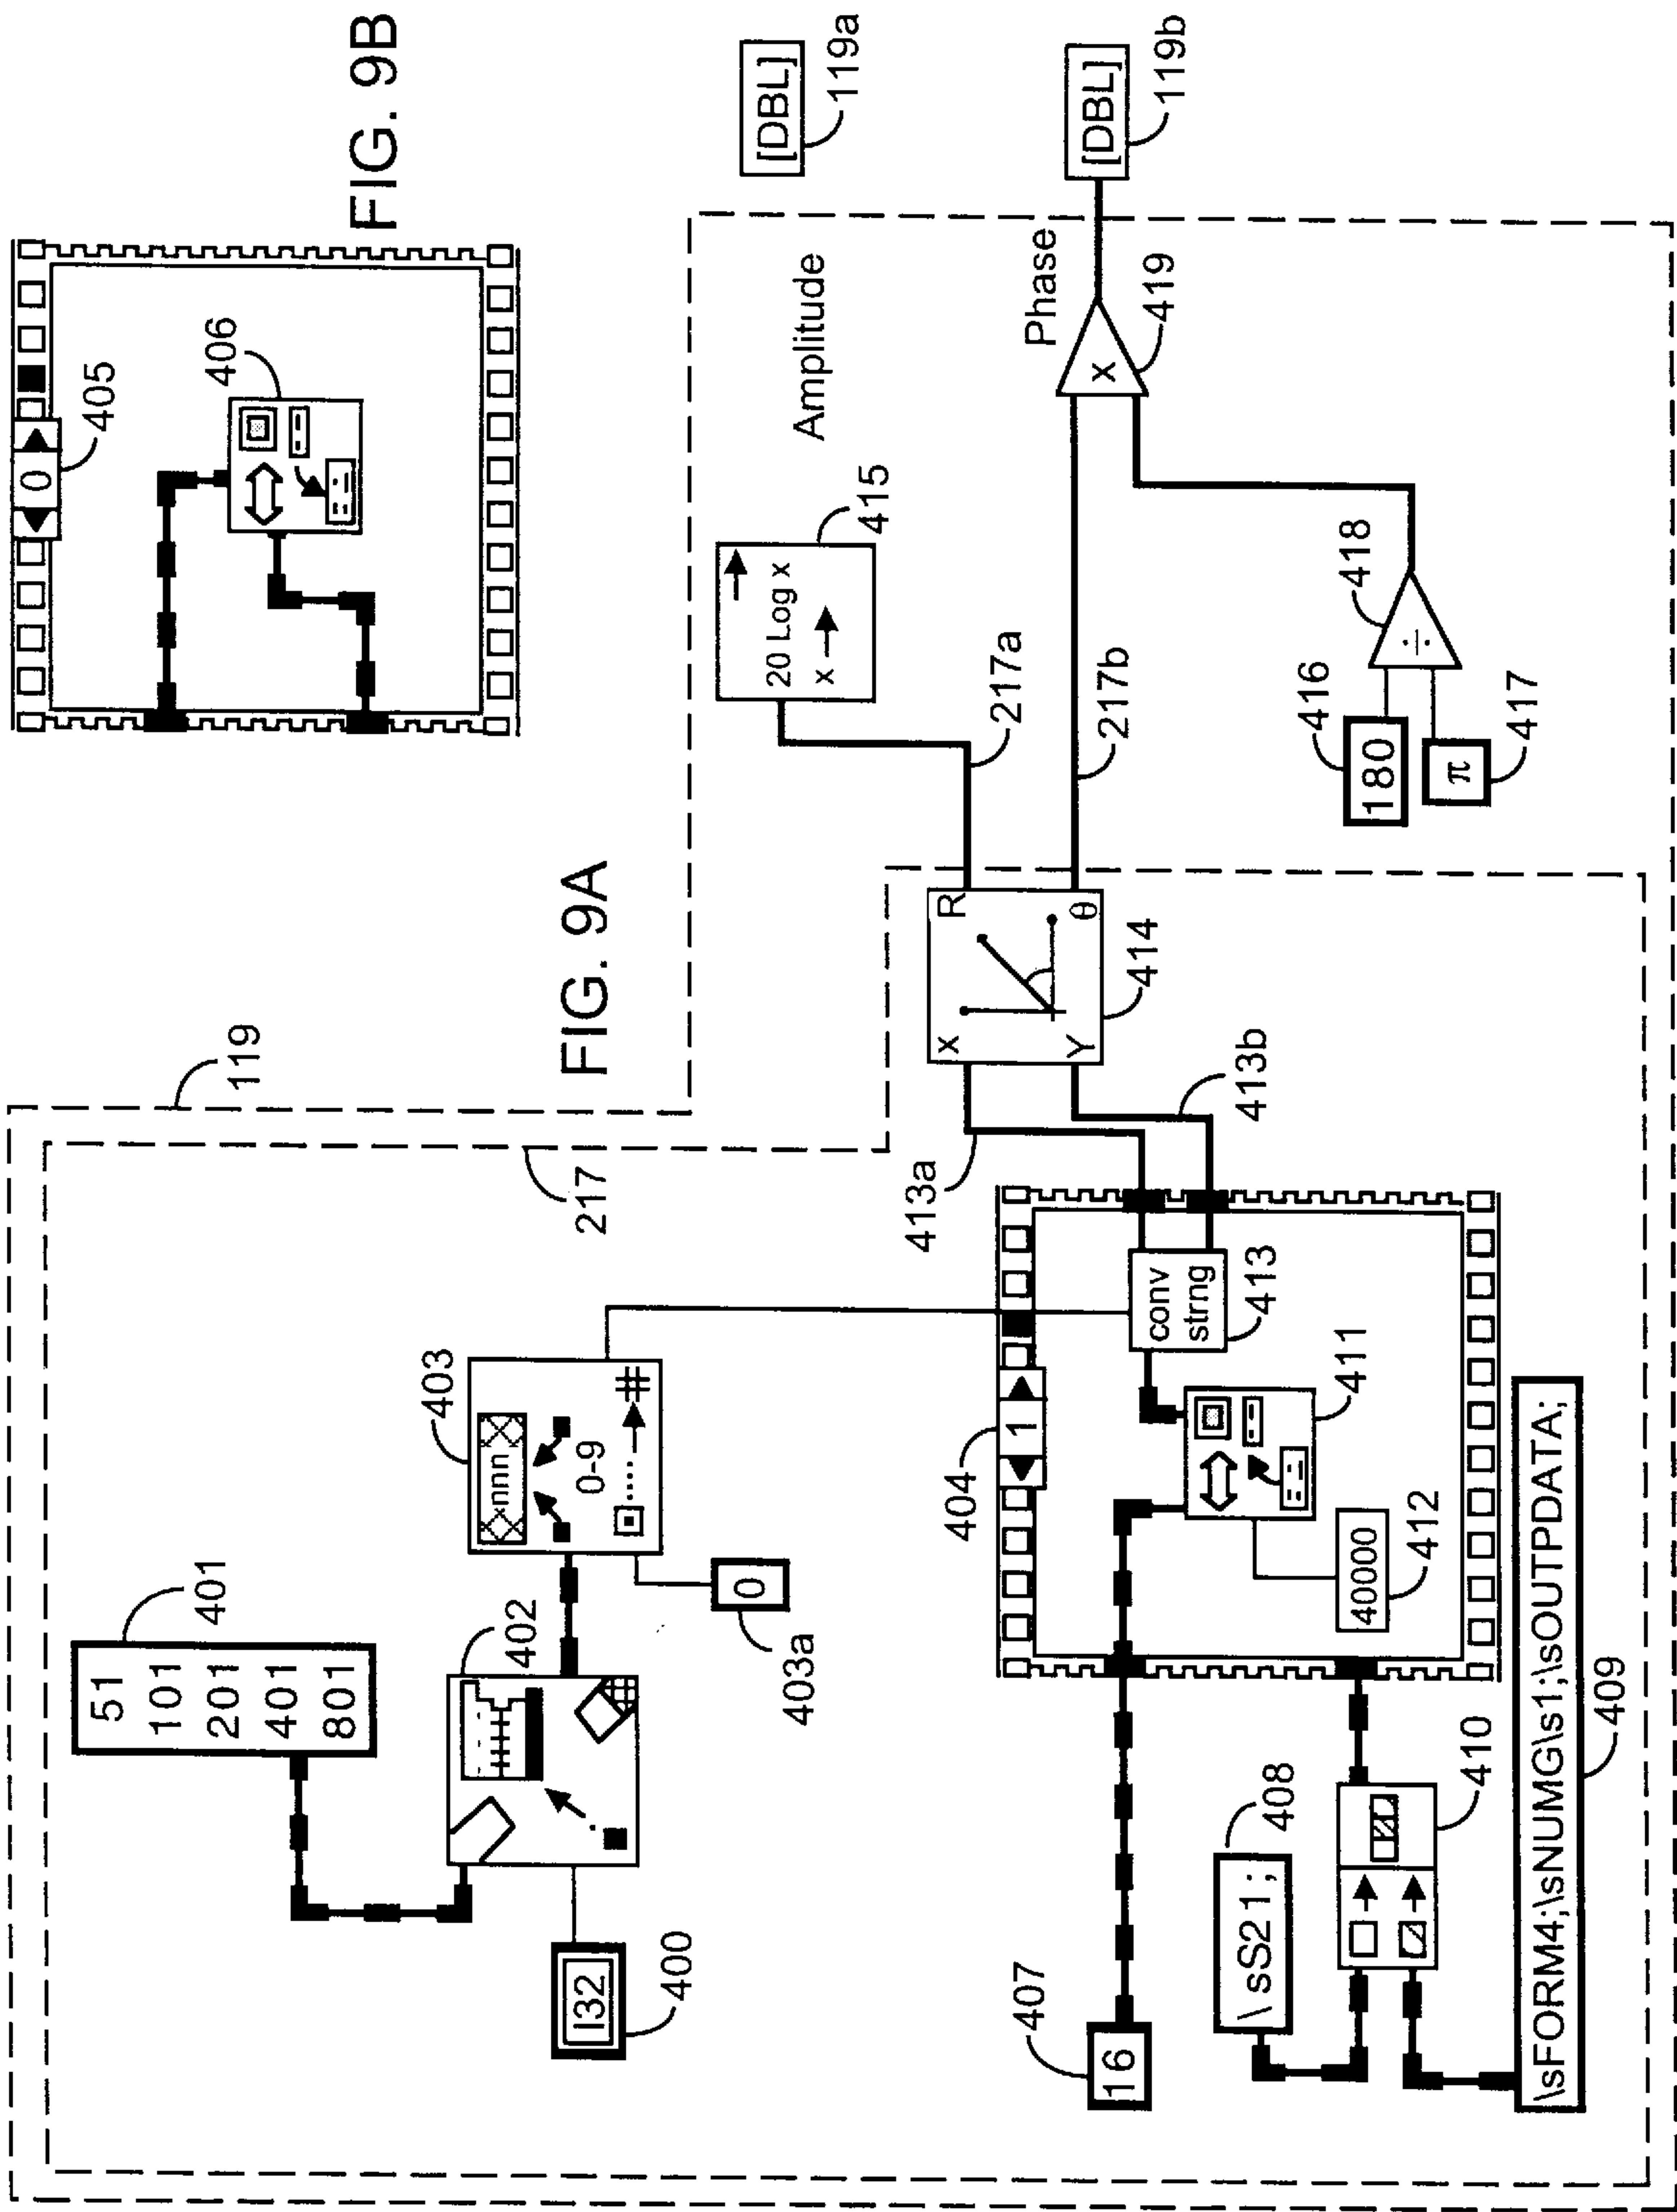 FIG. 9A
FIG. 9B
119
217
51
101
201
401
801
401
402
I32
400
403
xnnn
0-9
#
0
403a
404
1
0
405
406
407
16
408
\sS21;
409
\sFORM4;\sNUMG\s1;\sOUTPDATA;
410
411
40000
412
conv
strng
413
413a
413b
X
R
Y
θ
414
217a
217b
20 Log x
x
415
Amplitude
[DBL]
119a
416
180
π
417
÷
418
Phase
x
419
[DBL]
119b